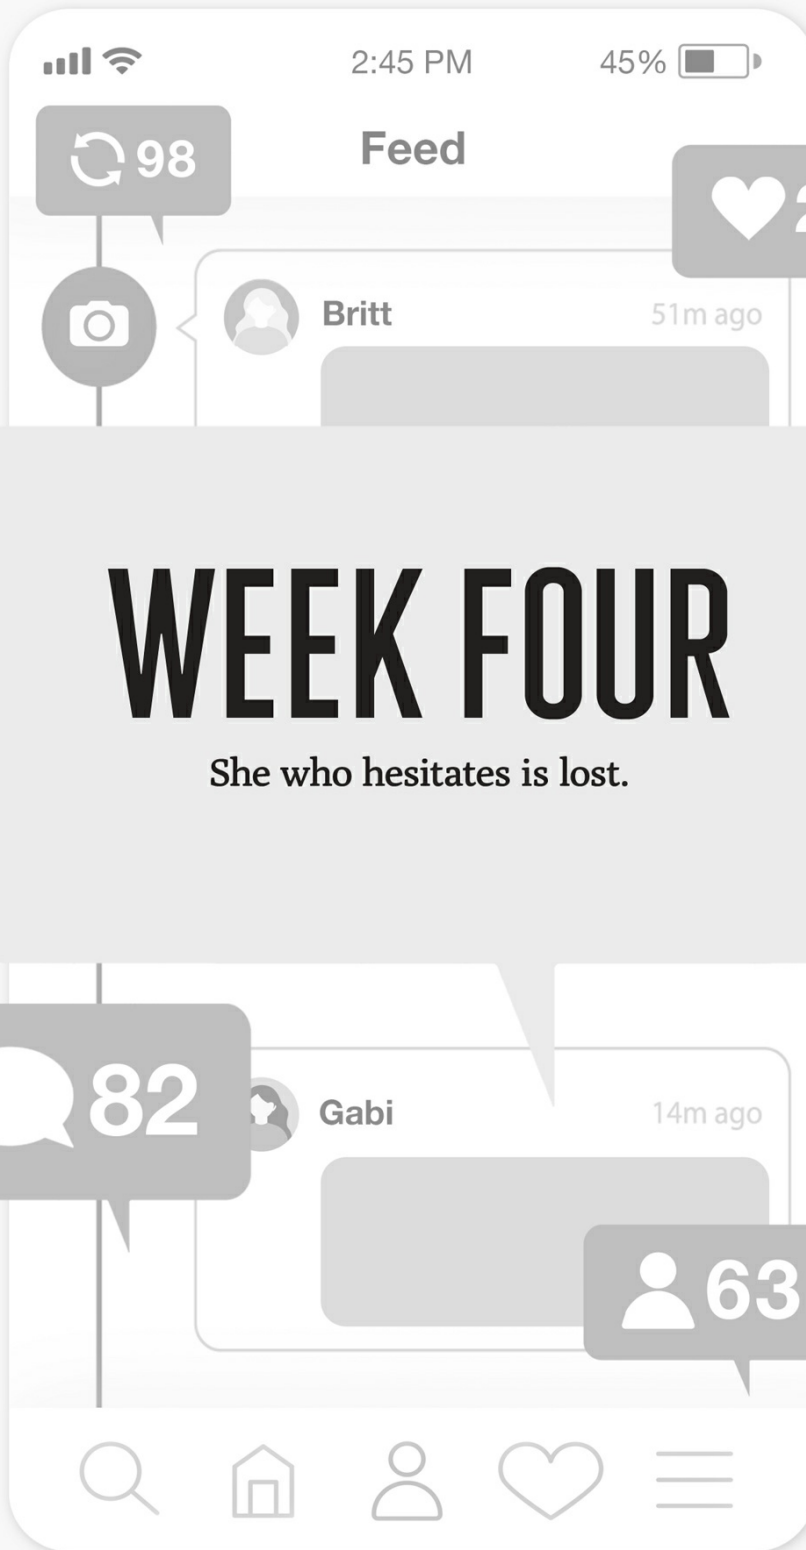 2:45 PM 45%
98
Feed
Britt 51m ago
WEEK FOUR
She who hesitates is lost.
82
Gabi 14m ago
63